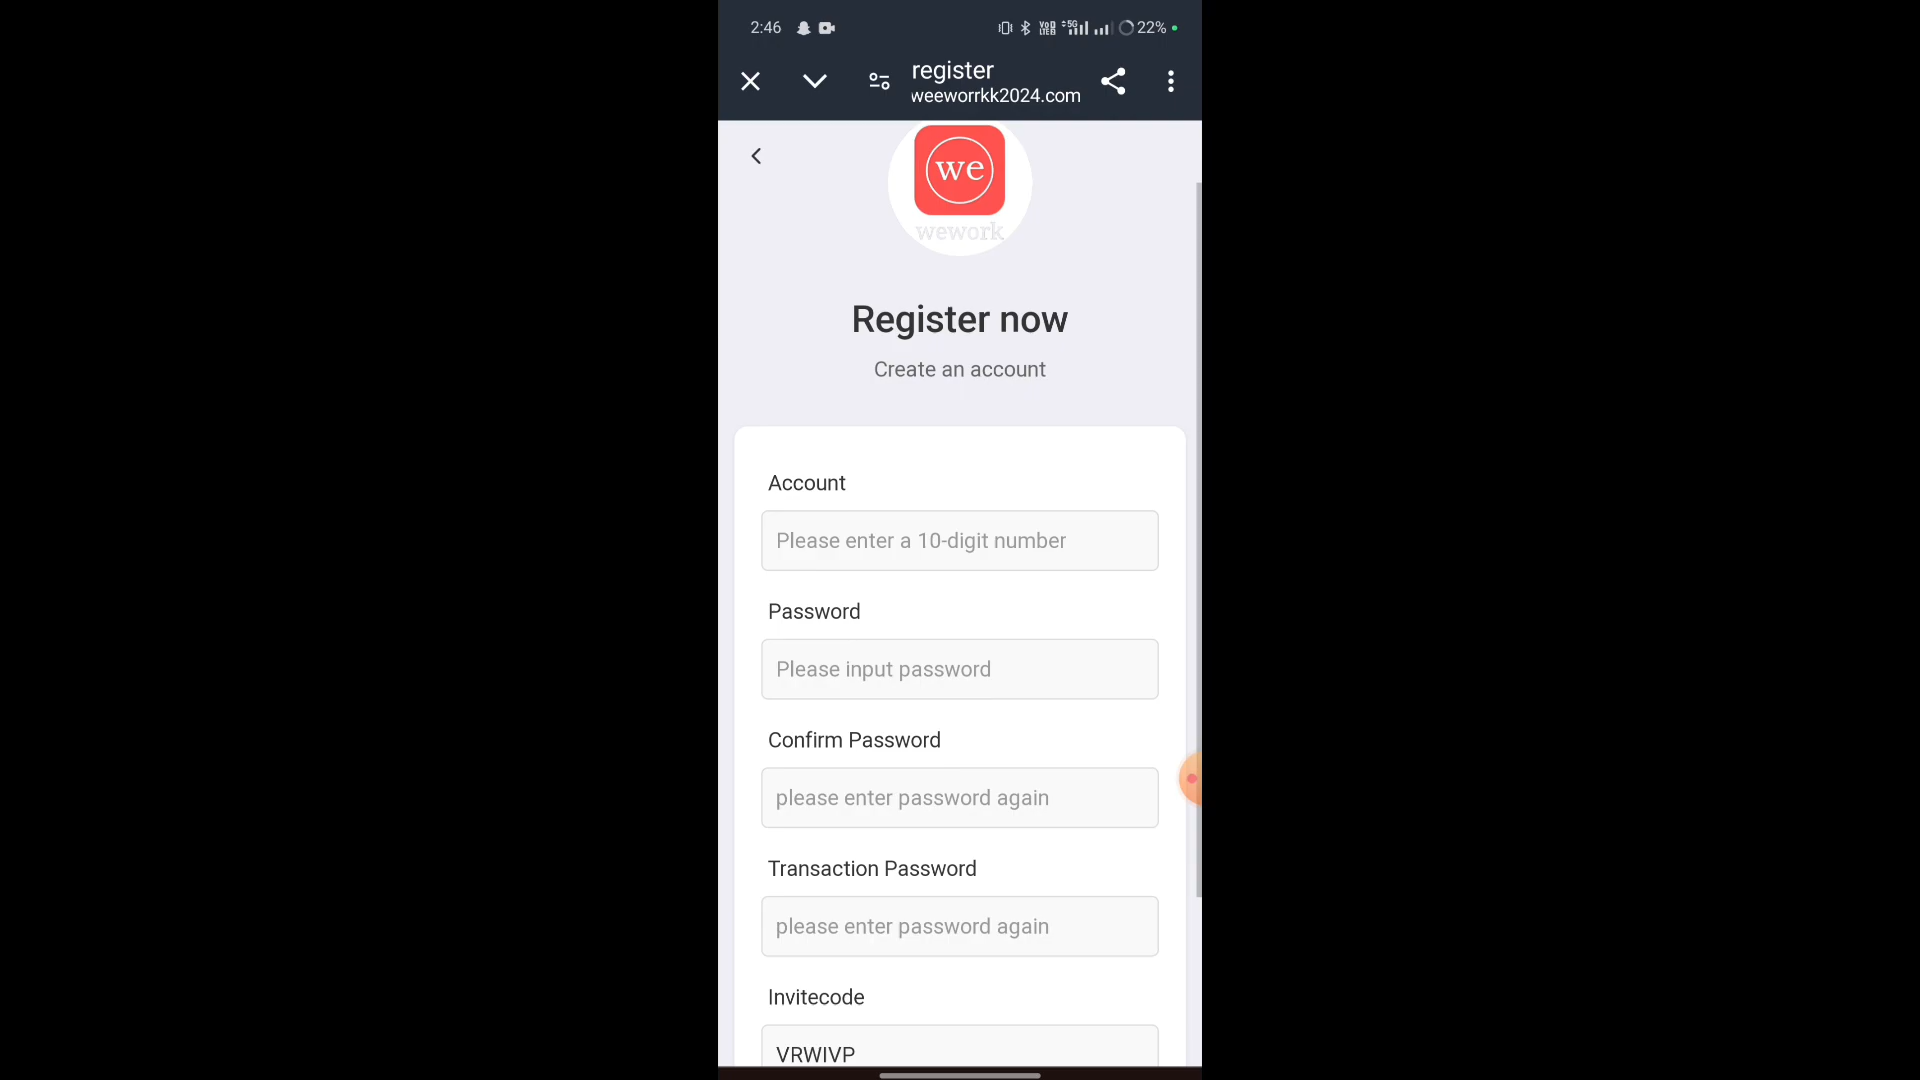 2:46 22%
register
weeworrkk2024.com
we
wework
Register now
Create an account
Account
Please enter a 10-digit number
Password
Please input password
Confirm Password
please enter password again
Transaction Password
please enter password again
Invitecode
VRWIVP